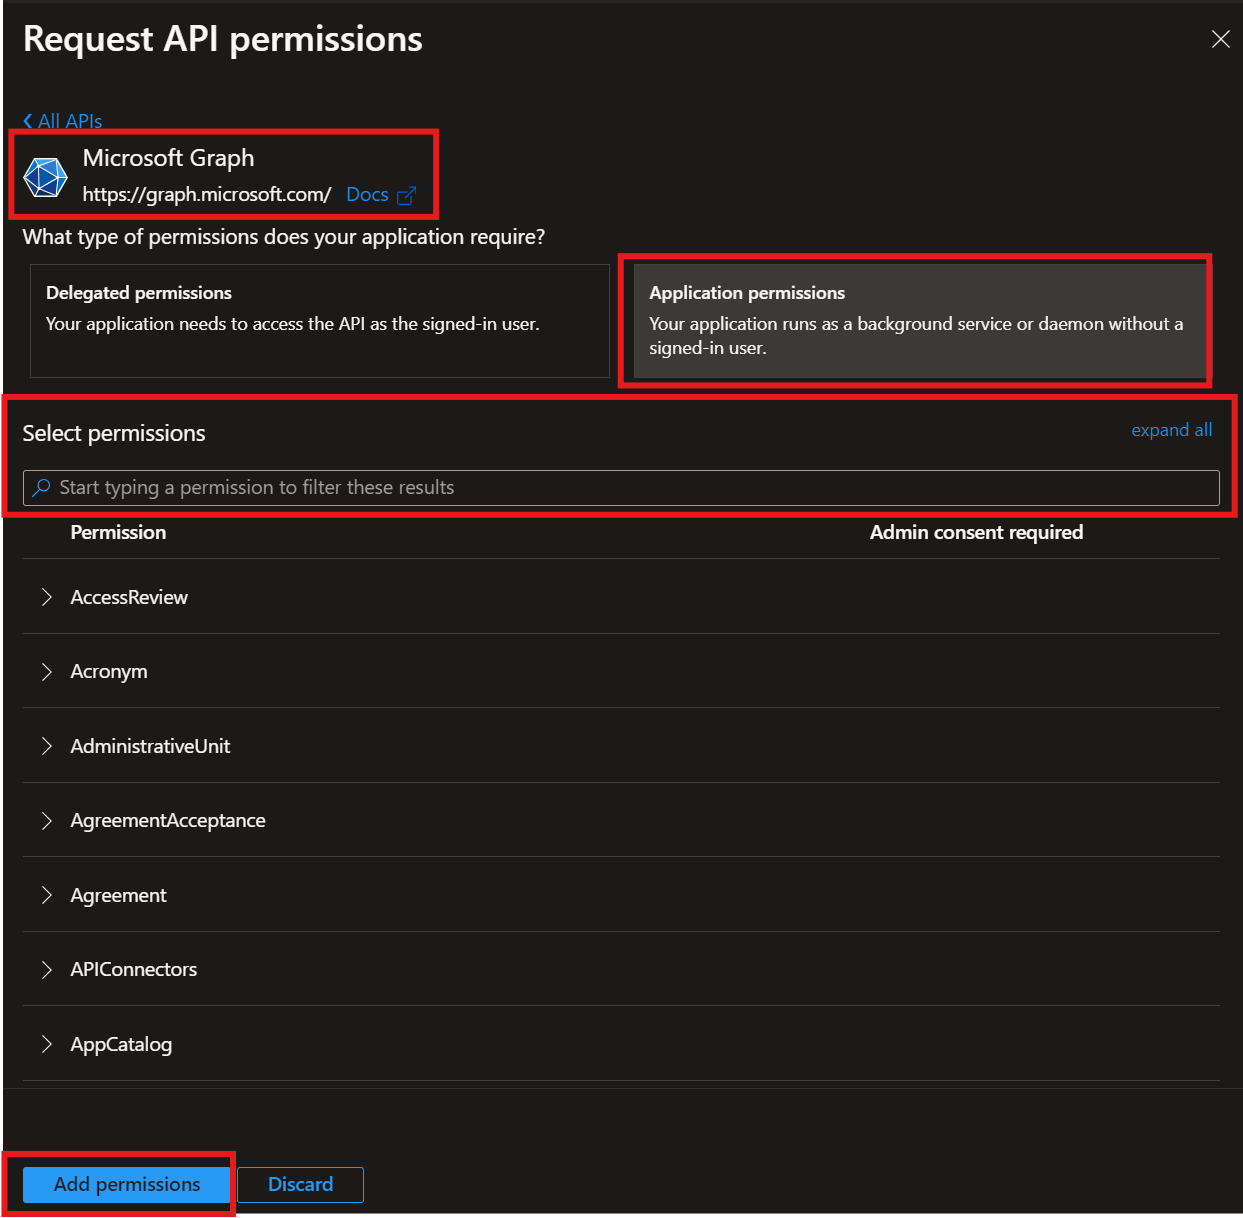 Request API permissions
All APIs
Microsoft Graph
https://graph.microsoft.com/ Docs
What type of permissions does your application require?
Delegated permissions
Your application needs to access the API as the signed-in user.
Application permissions
Your application runs as a background service or daemon without a
signed-in user.
Select permissions
expand all
Start typing a permission to filter these results
Permission
Admin consent required
AccessReview
Acronym
AdministrativeUnit
AgreementAcceptance
Agreement
APIConnectors
AppCatalog
Add permissions
Discard